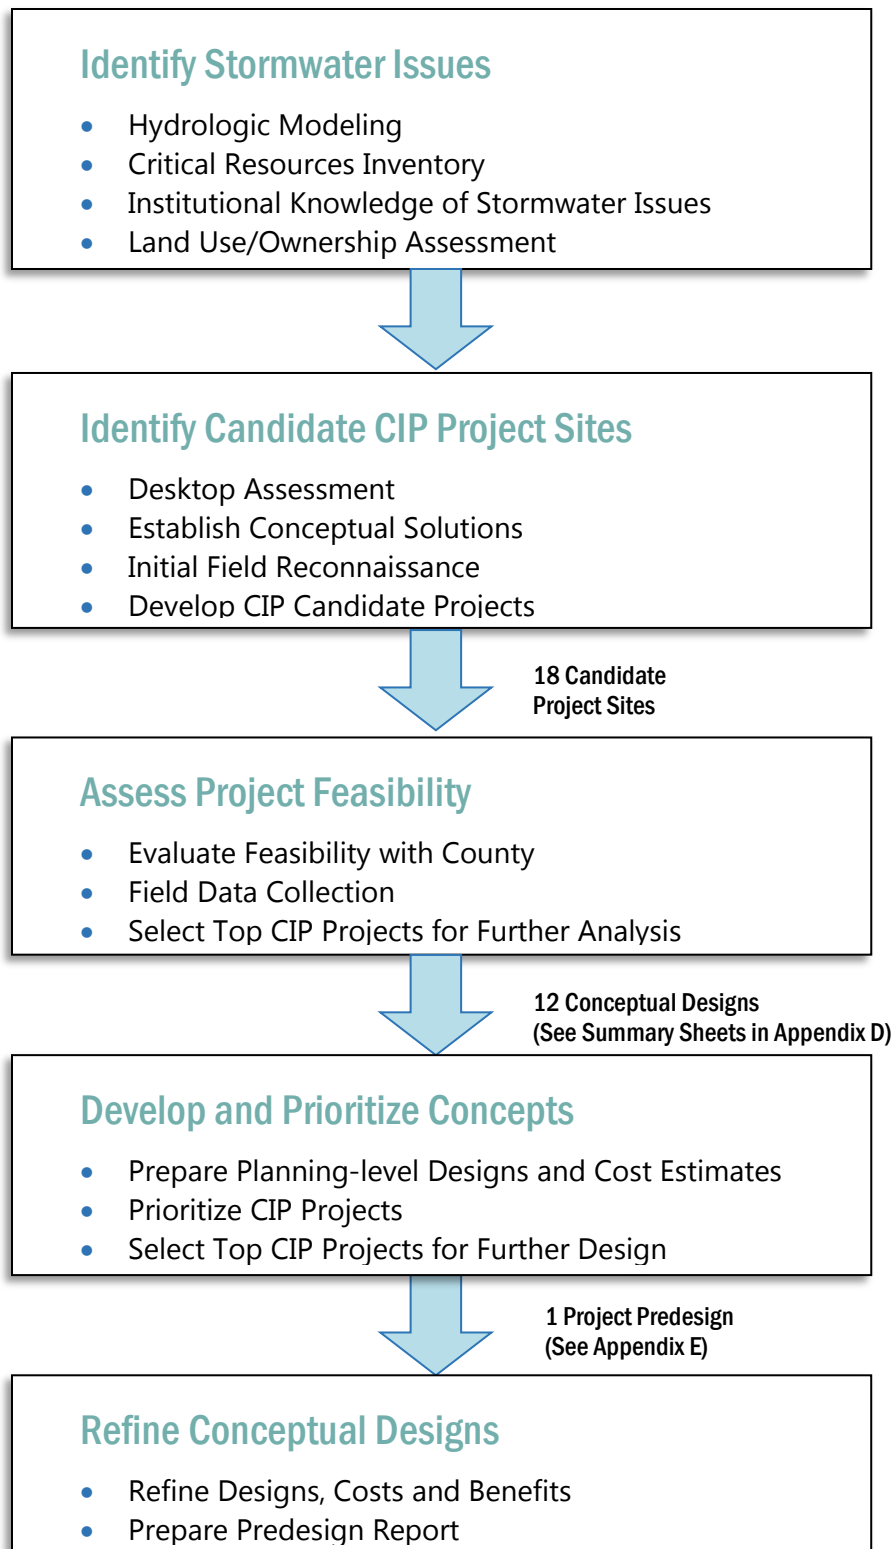 Identify Stormwater Issues
• Hydrologic Modeling
• Critical Resources Inventory
• Institutional Knowledge of Stormwater Issues
• Land Use/Ownership Assessment
Identify Candidate CIP Project Sites
• Desktop Assessment
• Establish Conceptual Solutions
• Initial Field Reconnaissance
• Develop CIP Candidate Projects
18 Candidate
Project Sites
Assess Project Feasibility
• Evaluate Feasibility with County
• Field Data Collection
• Select Top CIP Projects for Further Analysis
12 Conceptual Designs
(See Summary Sheets in Appendix D)
Develop and Prioritize Concepts
• Prepare Planning-level Designs and Cost Estimates
• Prioritize CIP Projects
• Select Top CIP Projects for Further Design
1 Project Predesign
(See Appendix E)
Refine Conceptual Designs
• Refine Designs, Costs and Benefits
• Prepare Predesign Report